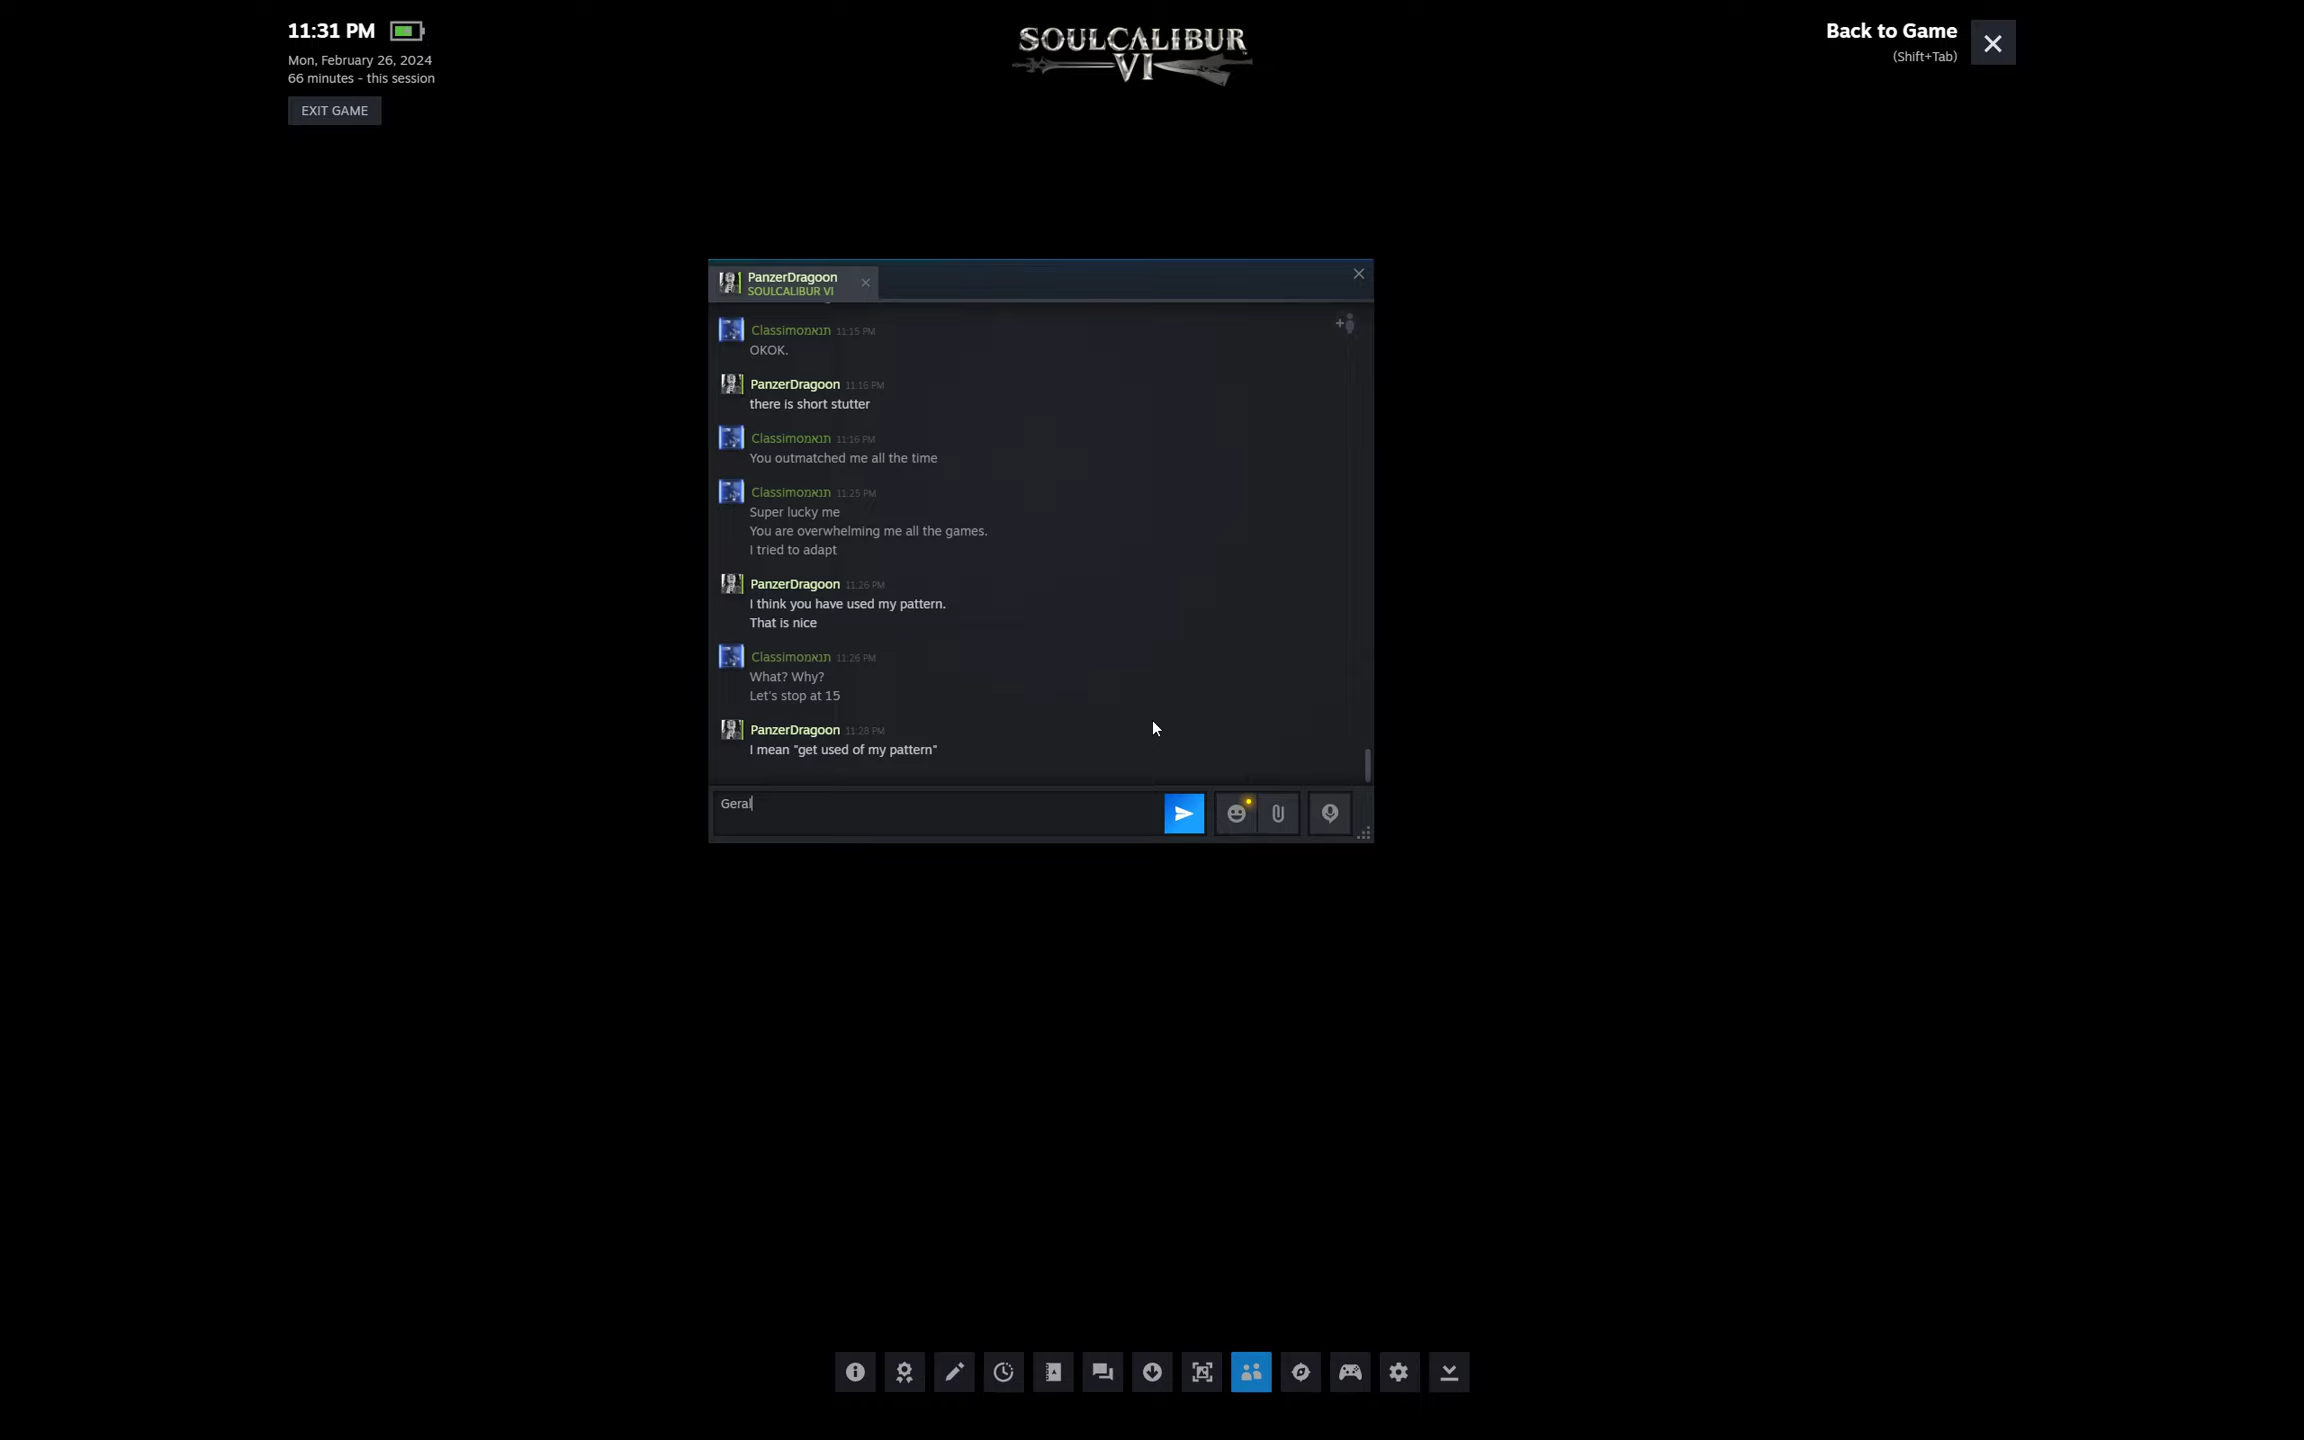 11:31 PM
Mon, February 26, 2024
66 minutes - this session
EXIT GAME
SOULCALIBUR
VI
Back to Game
(Shift+Tab)
PanzerDragoon
SOULCALIBUR VI
Classimoתנאמ 11:15 PM
OKOK.
PanzerDragoon 11:16 PM
there is short stutter
Classimoתנאמ 11:16 PM
You outmatched me all the time
Classimoתנאמ 11:25 PM
Super lucky me
You are overwhelming me all the games.
I tried to adapt
PanzerDragoon 11:26 PM
I think you have used my pattern.
That is nice
Classimoתנאמ 11:26 PM
What? Why?
Let's stop at 15
PanzerDragoon 11:28 PM
I mean "get used of my pattern"
Geral